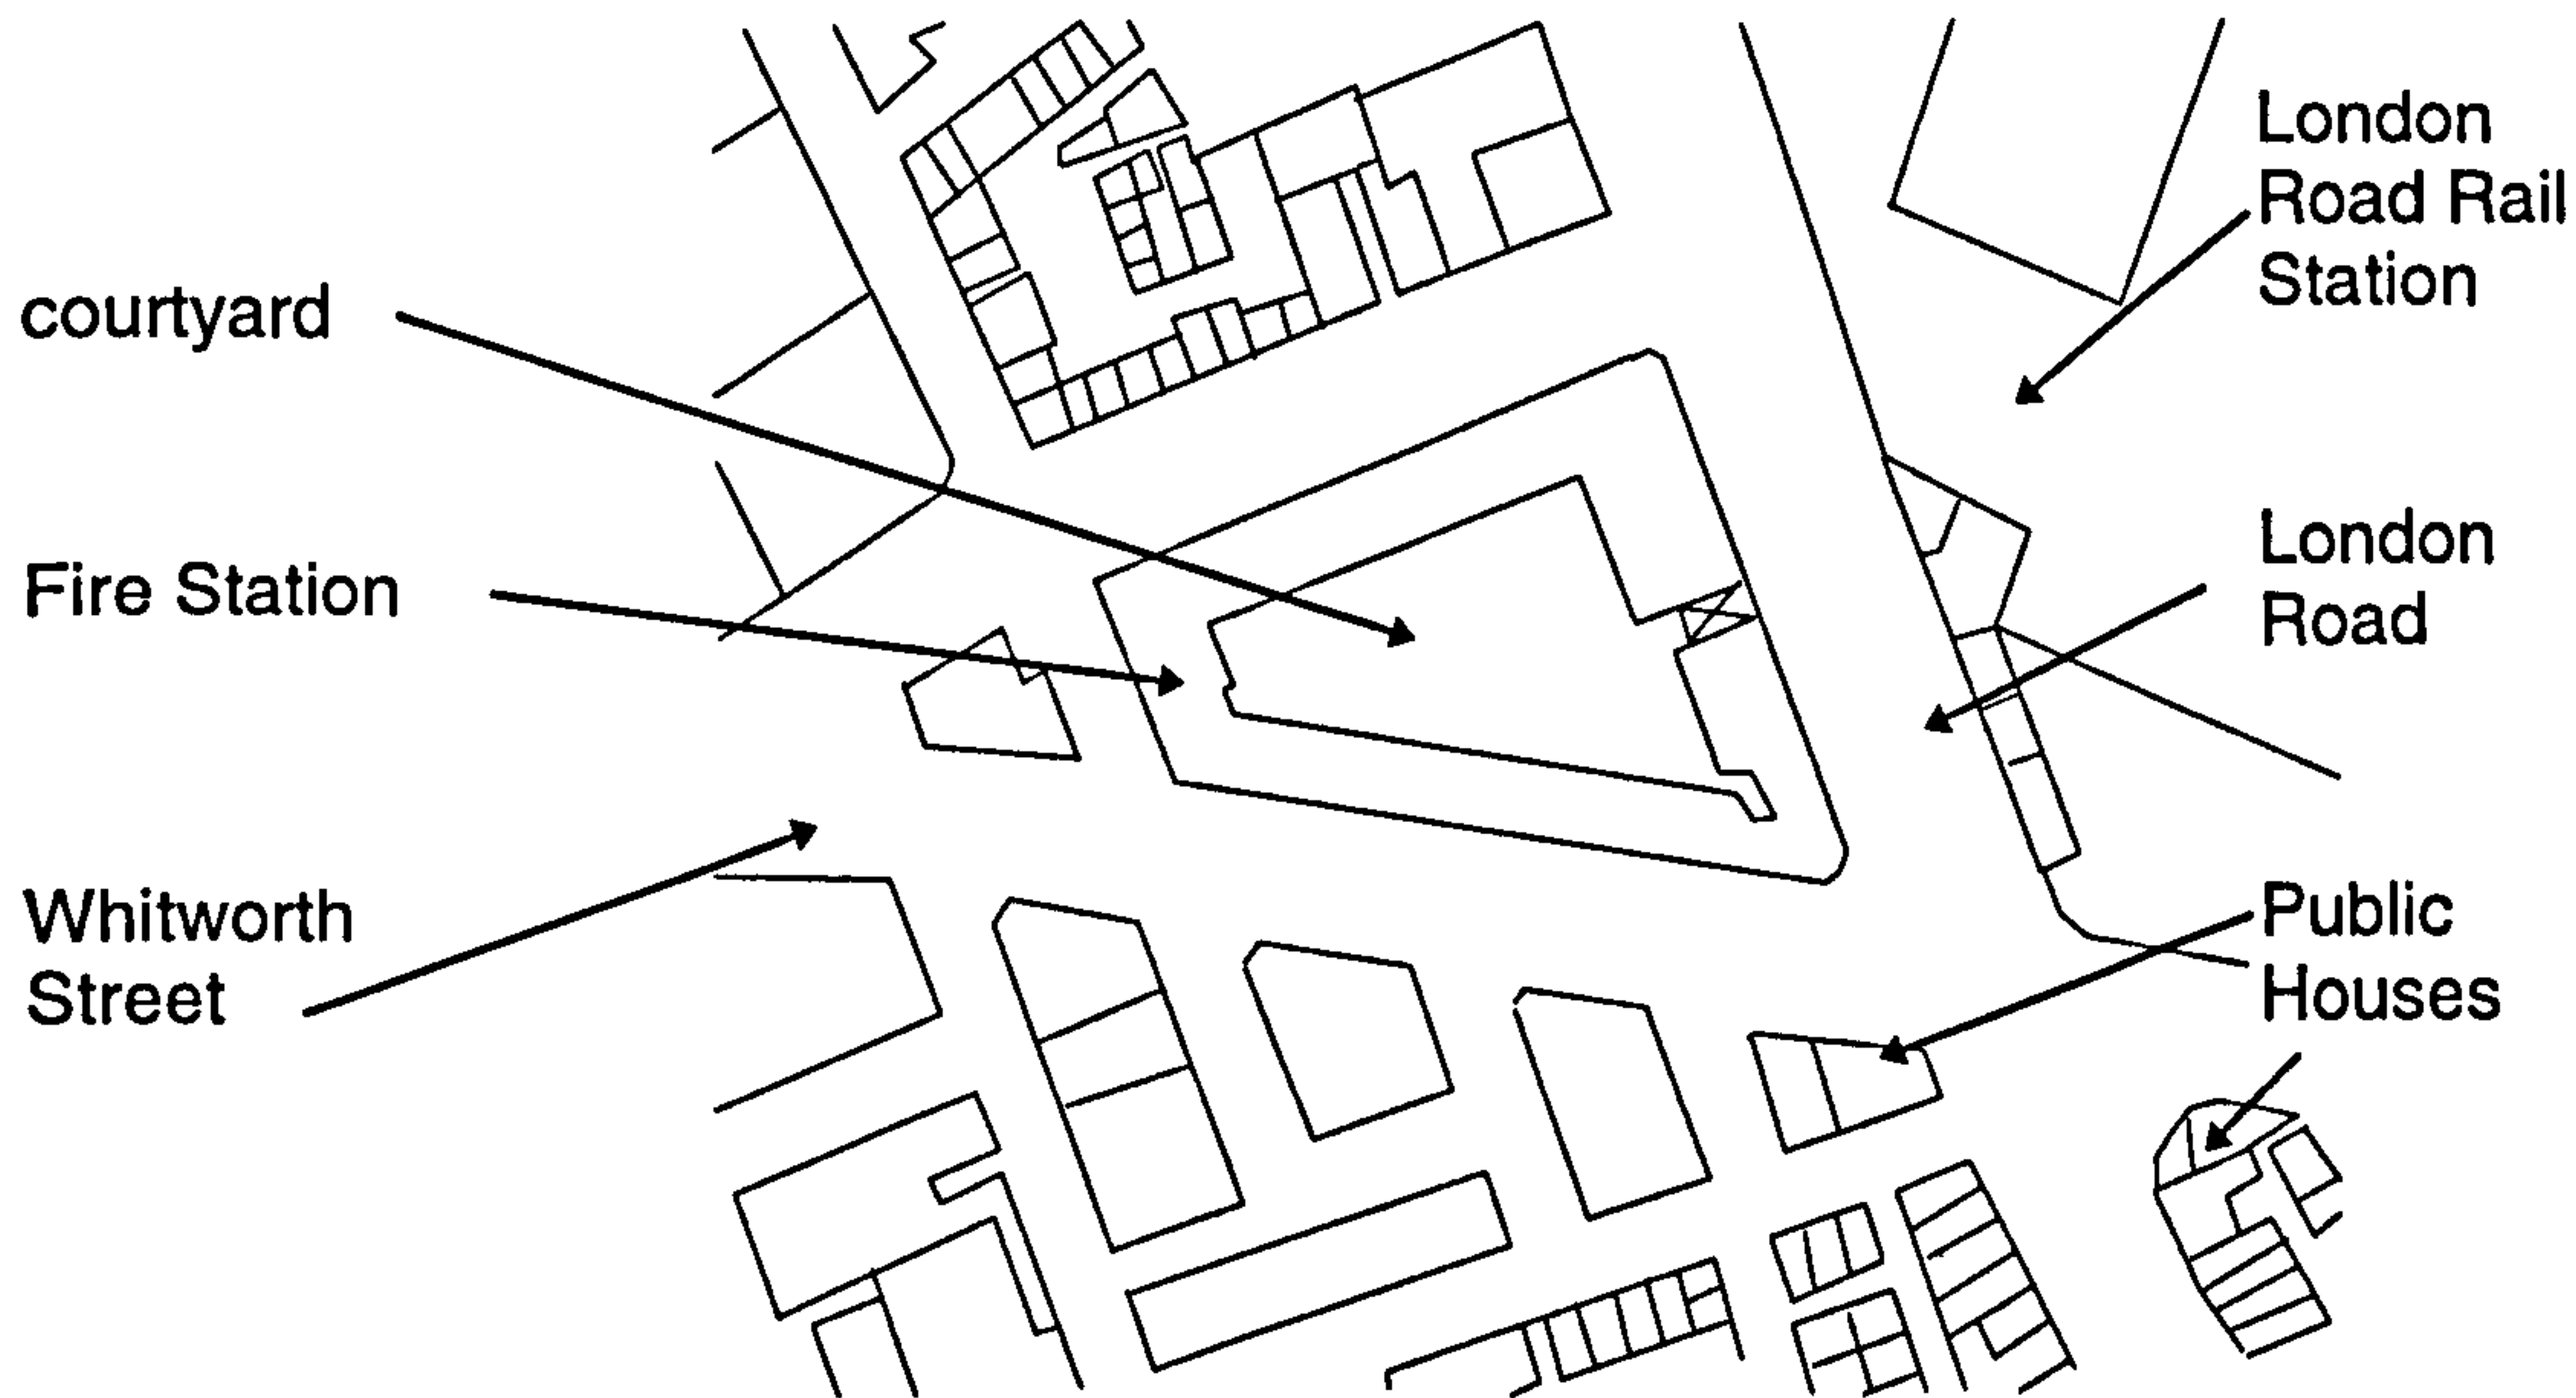 courtyard
Fire Station
Whitworth
Street
London
Road Rail
Station
London
Road
Public
Houses